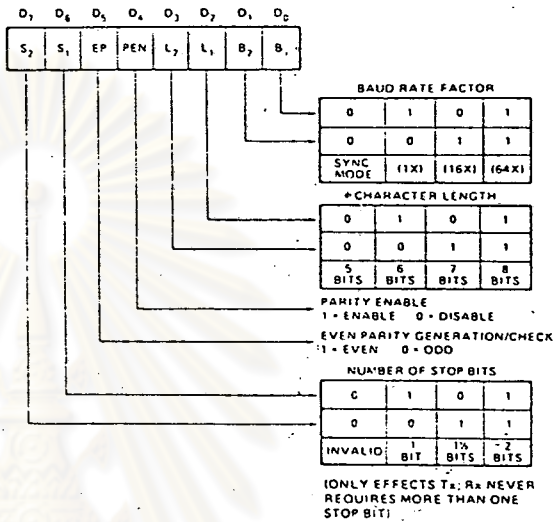 D7 D6 D5 D4 D3 D2 D1 D0
S2 S1 EP PEN L2 L1 B2 B1
BAUD RATE FACTOR
0 1 0 1
0 0 1 1
SYNC MODE (1X) (16X) (64X)
*CHARACTER LENGTH
0 1 0 1
0 0 1 1
5 BITS 6 BITS 7 BITS 8 BITS
PARITY ENABLE
1 = ENABLE 0 = DISABLE
EVEN PARITY GENERATION/CHECK
1 = EVEN 0 = ODD
NUMBER OF STOP BITS
0 1 0 1
0 0 1 1
INVALID 1 BIT 1½ BITS 2 BITS
(ONLY EFFECTS Tx; Rx NEVER
REQUIRES MORE THAN ONE
STOP BIT)